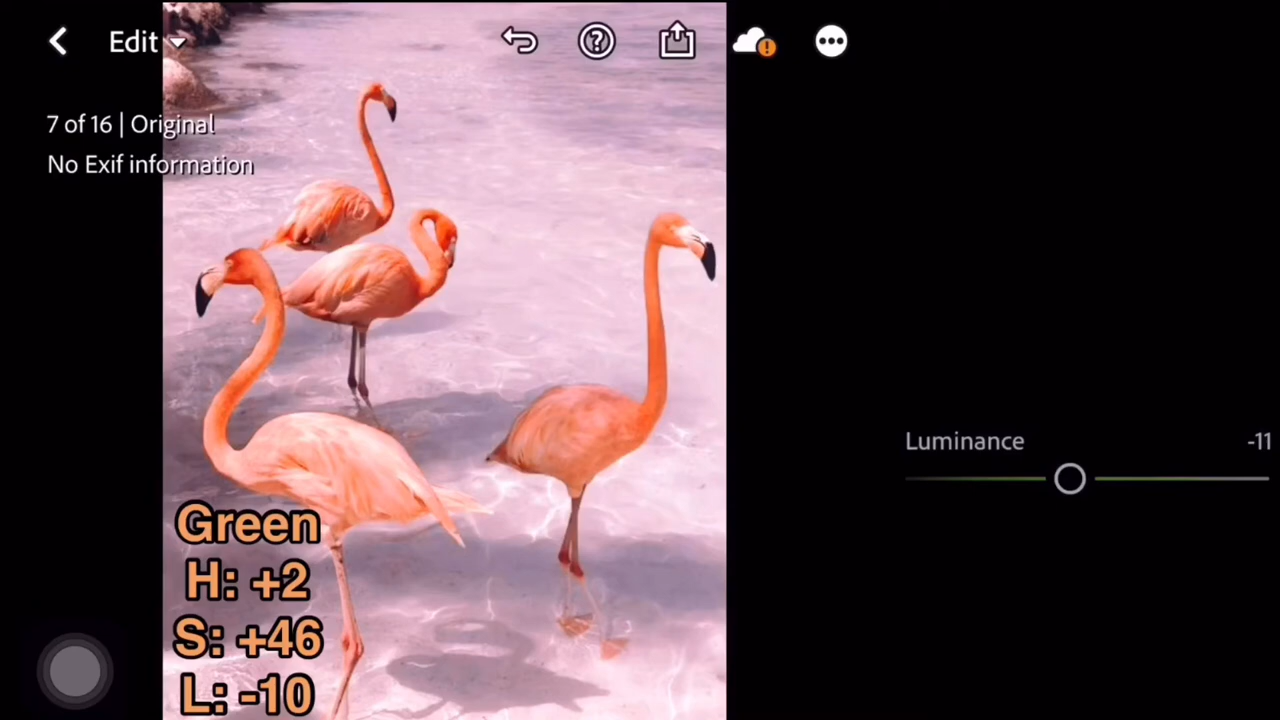 Edit
7 of 16 | Original
No Exif information
Luminance -11
Green
H: +2
S: +46
L: -10